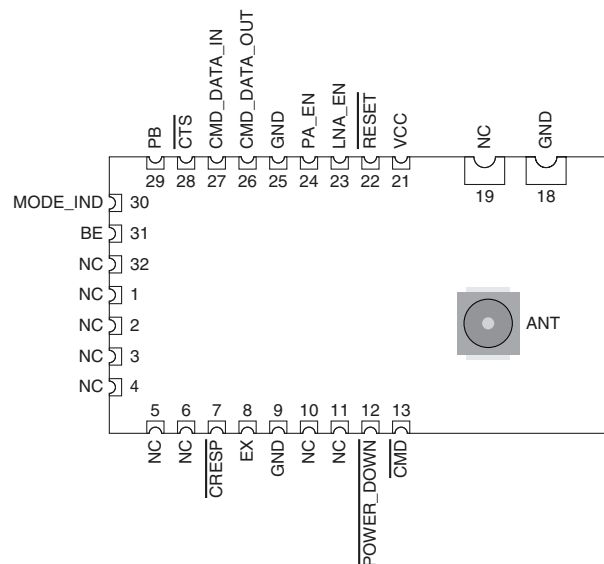 PB
CTS
CMD_DATA_IN
CMD_DATA_OUT
GND
PA_EN
LNA_EN
RESET
VCC
NC
GND
29
28
27
26
25
24
23
22
21
19
18
MODE_IND 30
BE 31
NC 32
NC 1
NC 2
NC 3
NC 4
ANT
5
6
7
8
9
10
11
12
13
NC
NC
CRESP
EX
GND
NC
NC
POWER_DOWN
CMD